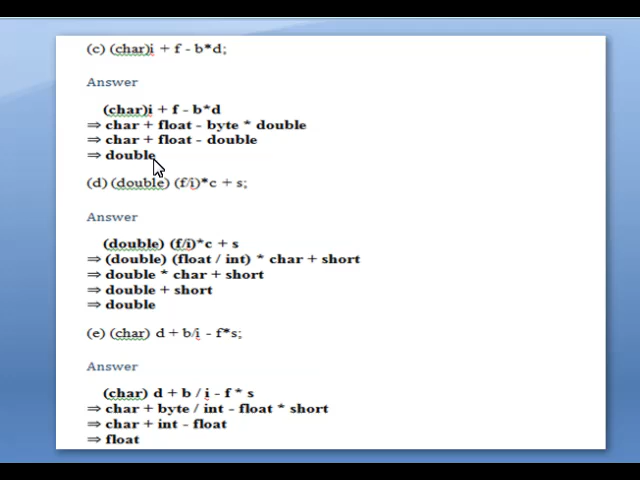 (c) (char)i + f - b*d;
Answer
(char)i + f - b*d
⇒ char + float - byte * double
⇒ char + float - double
⇒ double
(d) (double) (f/i)*c + s;
Answer
(double) (f/i)*c + s
⇒ (double) (float / int) * char + short
⇒ double * char + short
⇒ double + short
⇒ double
(e) (char) d + b/i - f*s;
Answer
(char) d + b / i - f * s
⇒ char + byte / int - float * short
⇒ char + int - float
⇒ float